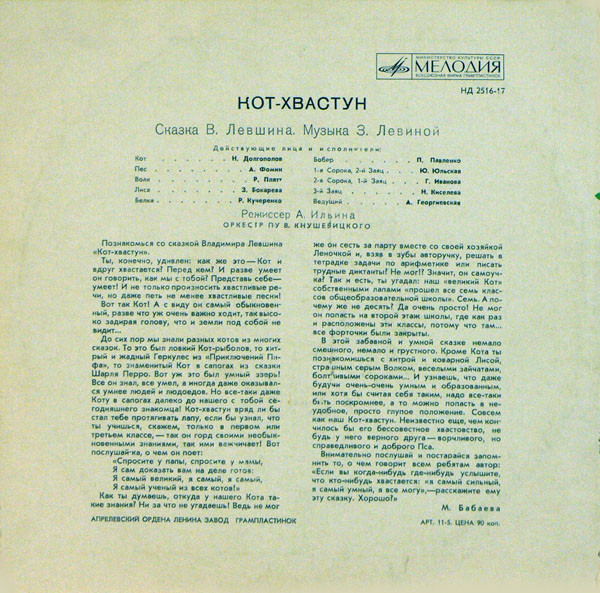 МИНИСТЕРСТВО КУЛЬТУРЫ СССР
МЕЛОДИЯ
ВСЕСОЮЗНАЯ ФИРМА ГРАМПЛАСТИНОК
НД 2516-17
КОТ-ХВАСТУН
Сказка В. Левшина. Музыка З. Левиной
Действующие лица и исполнители:
Кот . . . . . . Н. Долгополов
Пес . . . . . . А. Фомин
Волк . . . . . . Р. Плятт
Лиса . . . . . . З. Бокарева
Белка . . . . . . Р. Кучеренко
Бобер . . . . . . П. Павленко
1-я Сорока, 2-й Заяц . . Ю. Юльская
2-я Сорока, 1-й Заяц . . Г. Иванова
3-й Заяц . . . . . Н. Киселева
Ведущий . . . . . А. Георгиевская
Режиссер А. Ильина
ОРКЕСТР ПУ В. КНУШЕВИЦКОГО
Познакомься со сказкой Владимира Левшина
«Кот-хвастун».
Ты, конечно, удивлен: как же это — Кот и
вдруг хвастается? Перед кем? И разве умеет
он говорить, как мы с тобой? Представь себе —
умеет! И не только произносить хвастливые ре-
чи, но даже петь не менее хвастливые песни!
Вот так Кот! А с виду он самый обыкновен-
ный, разве что уж очень важно ходит, так высо-
ко задирая голову, что и земли под собой не
видит...
До сих пор мы знали разных котов из многих
сказок. То это был ловкий Кот-рыболов, то хит-
рый и жадный Геркулес из «Приключений Пи-
фа», то знаменитый Кот в сапогах из сказки
Шарля Перро. Вот уж это был умный зверь!
Все он знал, все умел, а иногда даже оказывал-
ся умнее людей и людоедов. Но все-таки даже
Коту в сапогах далеко до нашего с тобой се-
годняшнего знакомца! Кот-хвастун вряд ли бы
стал тебе протягивать лапу, если бы узнал, что
ты учишься, скажем, только в первом или
третьем классе, — так он горд своими необык-
новенными знаниями, так ими кичится! Вот
послушай-ка, о чем он поет:
«Спросите у папы, спросите у мамы,
Я сам доказать вам на деле готов:
Я самый великий, я самый, я самый,
Я самый ученый из всех котов!»
Как ты думаешь, откуда у нашего Кота та-
кие знания? Ни за что не угадаешь! Ведь не мог
же он сесть за парту вместе со своей хозяйкой
Леночкой и, взяв в зубы авторучку, решать в
тетрадке задачи по арифметике или писать
трудные диктанты? Не мог!? Значит, он самоуч-
ка? Так и есть, ты угадал: наш «великий Кот»
собственными лапами «прошел все семь клас-
сов общеобразовательной школы». Семь. А по-
чему же не десять? Да очень просто! Не мог
он попасть на второй этаж школы, где как раз
и расположены эти классы, потому что там...
все форточки были закрыты.
В этой забавной и умной сказке немало
смешного, немало и грустного. Кроме Кота ты
познакомишься с хитрой и коварной Лисой,
страшным серым Волком, веселыми зайчатами,
болтливыми сороками... И узнаешь, что даже
будучи очень-очень умным и образованным,
или хотя бы считая себя таким, надо все-таки
быть поскромнее, а то можно попасть в не-
удобное, просто глупое положение. Совсем
как наш Кот-хвастун. Неизвестно еще, чем кон-
чилось бы его бессовестное хвастовство, не
будь у него верного друга — ворчливого, но
справедливого и доброго Пса.
Внимательно послушай и постарайся запом-
нить то, о чем говорит всем ребятам автор:
«Если вы когда-нибудь где-нибудь услышите,
что кто-нибудь хвастается: «я самый сильный,
я самый умный, я все могу», — расскажите ему
эту сказку. Хорошо?»
М. Бабаева
АПРЕЛЕВСКИЙ ОРДЕНА ЛЕНИНА ЗАВОД ГРАМПЛАСТИНОК
АРТ. 11-5. ЦЕНА 90 коп.